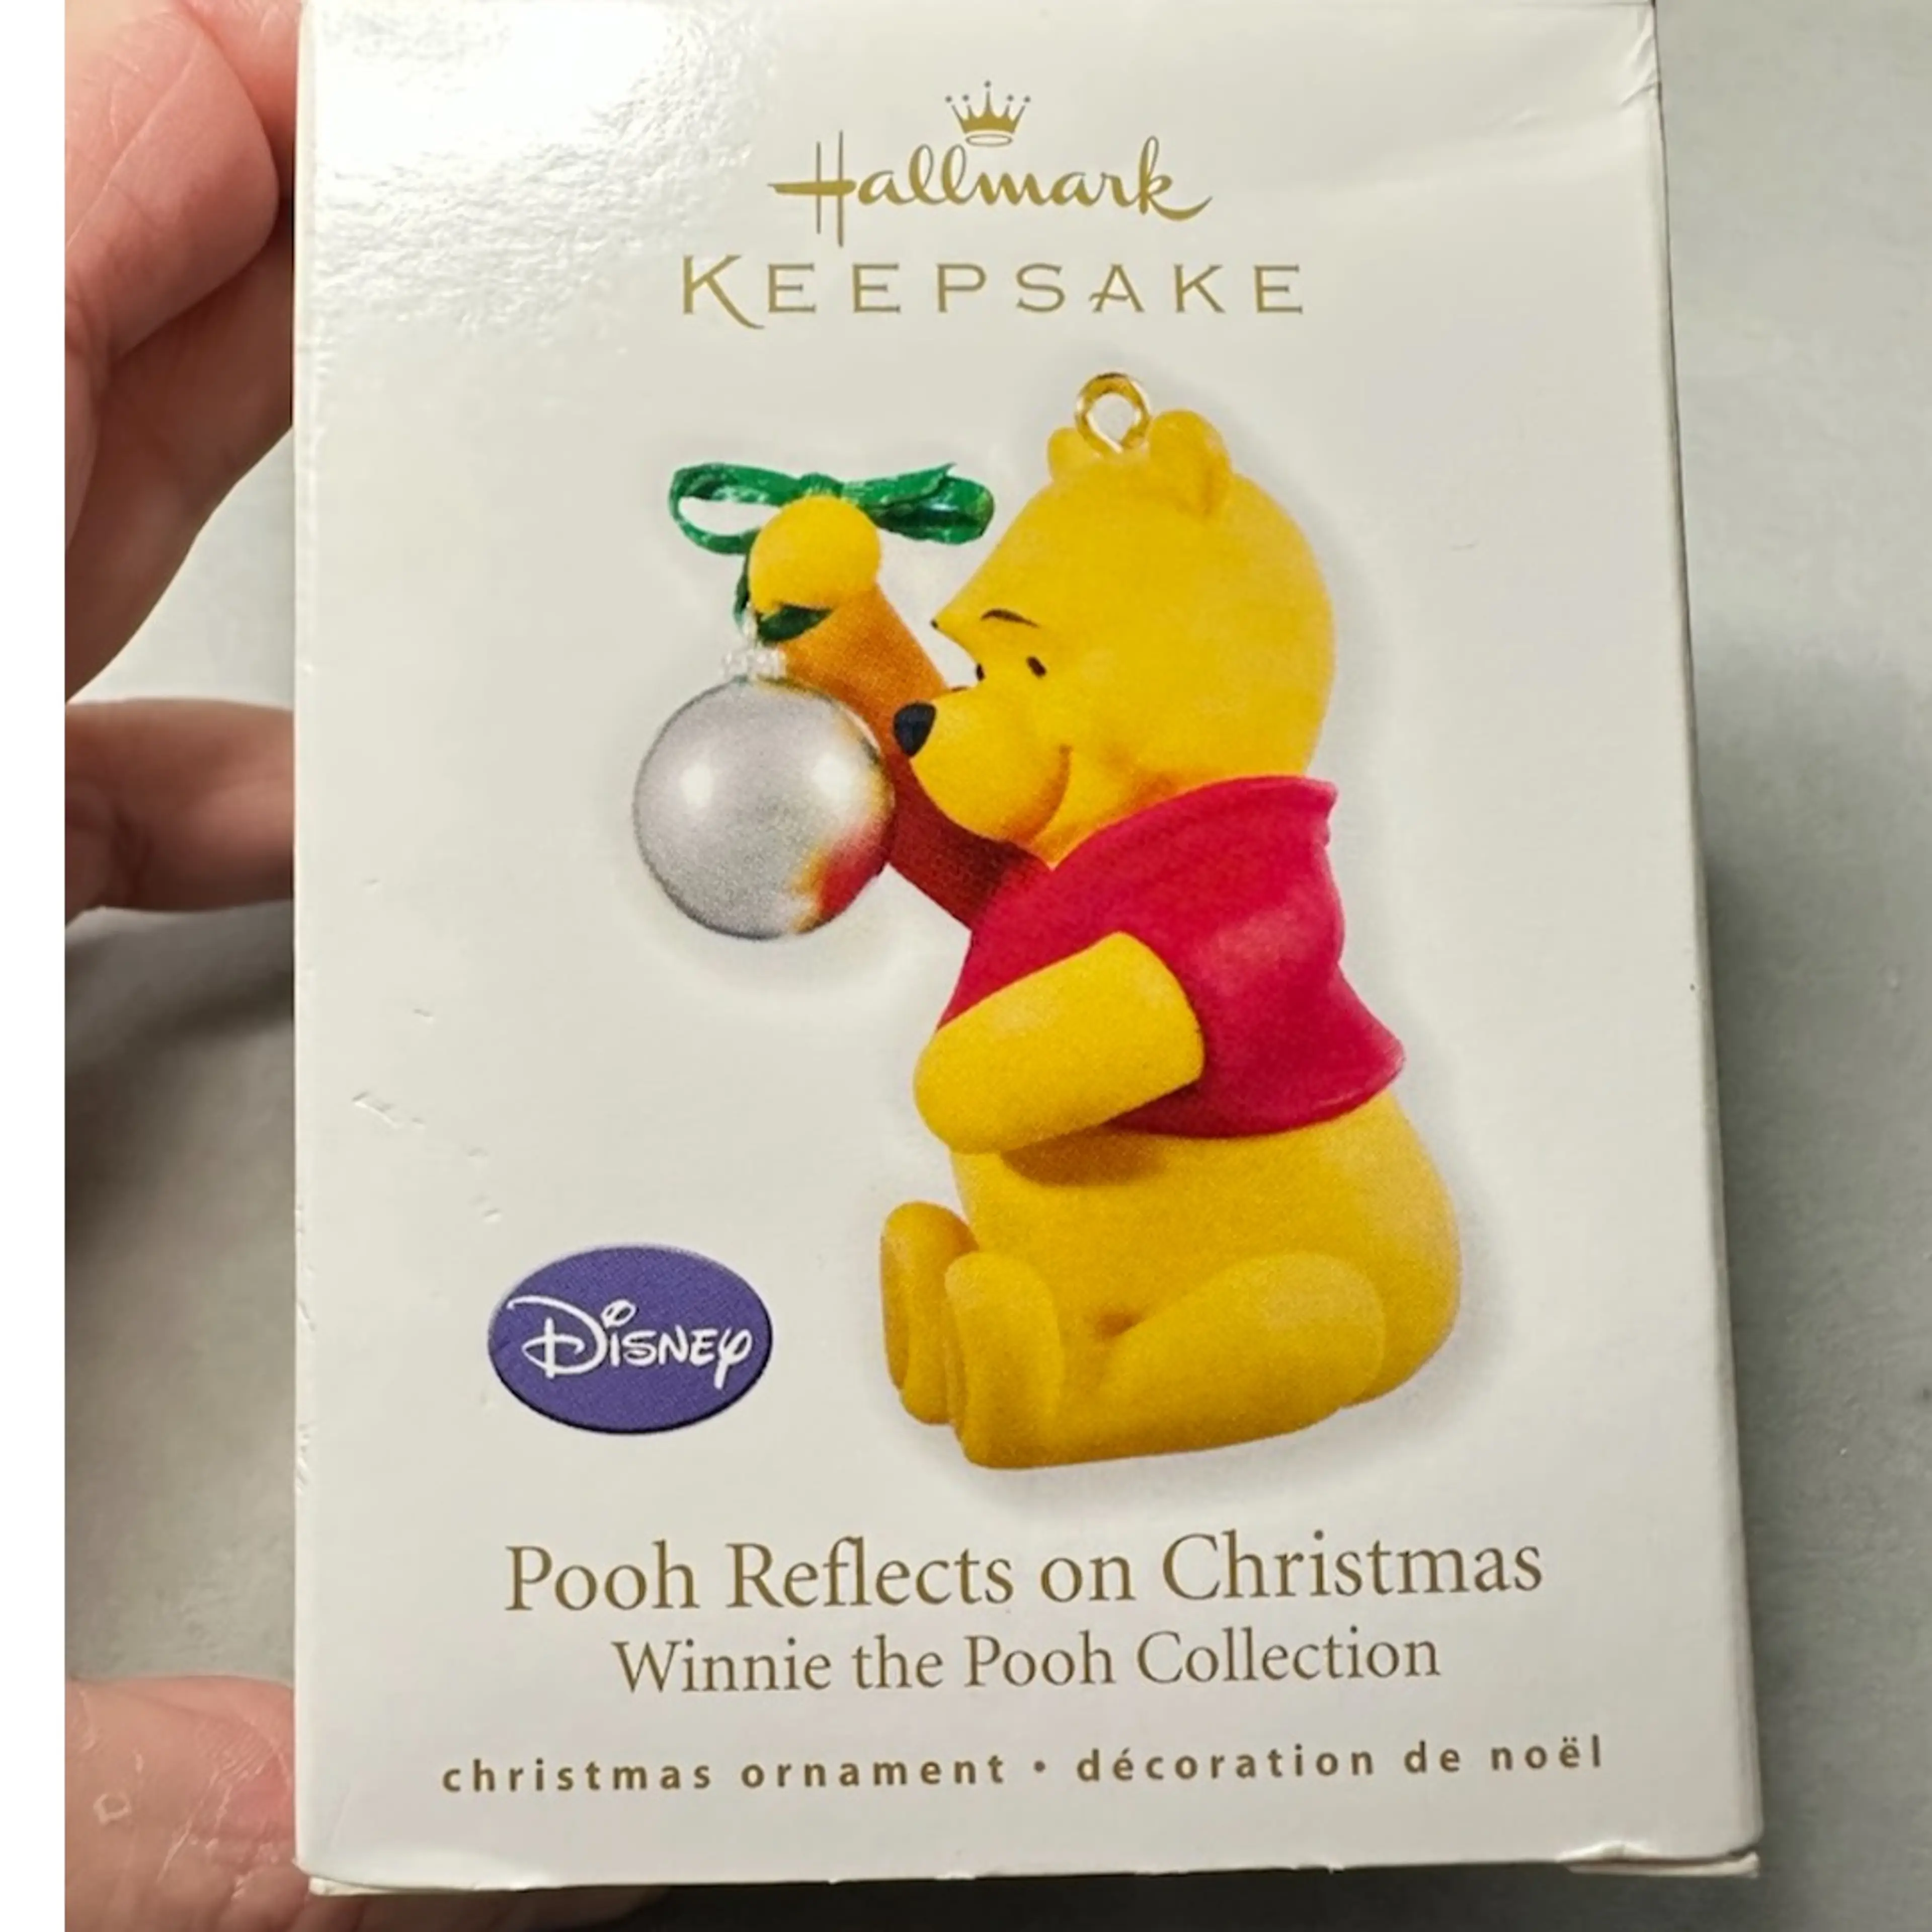 Hallmark
KEEPSAKE
Disney
Pooh Reflects on Christmas
Winnie the Pooh Collection
christmas ornament • décoration de noël